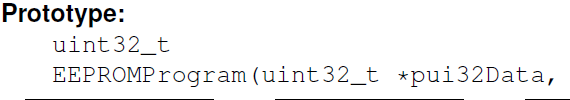 Prototype:
uint32_t
EEPROMProgram(uint32_t *pui32Data,